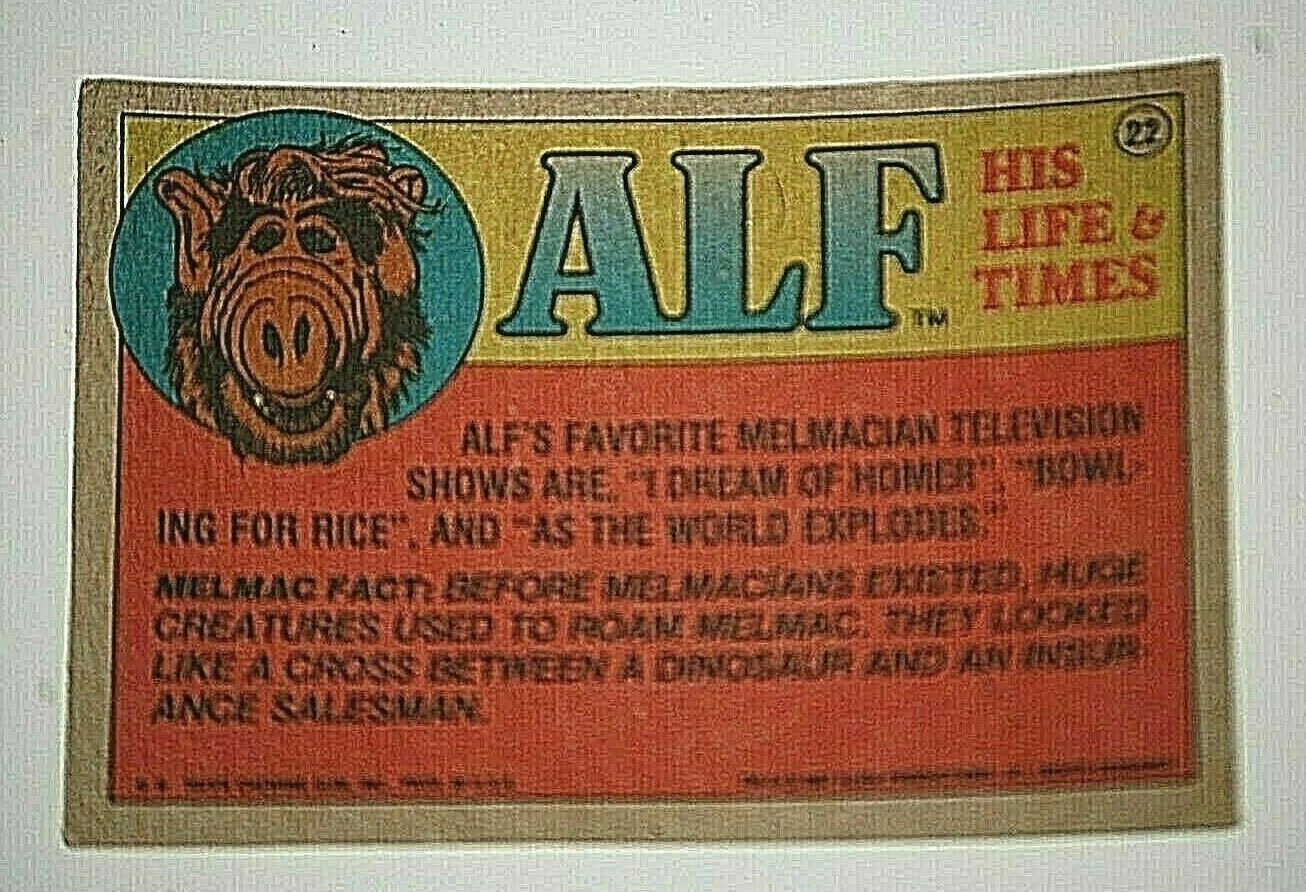 22
ALF™
HIS
LIFE &
TIMES
ALF'S FAVORITE MELMACIAN TELEVISION
SHOWS ARE, "I DREAM OF HOMER", "BOWL-
ING FOR RICE", AND "AS THE WORLD EXPLODES."
MELMAC FACT: BEFORE MELMACIANS EXISTED, HUGE
CREATURES USED TO ROAM MELMAC. THEY LOOKED
LIKE A CROSS BETWEEN A DINOSAUR AND AN INSUR-
ANCE SALESMAN.